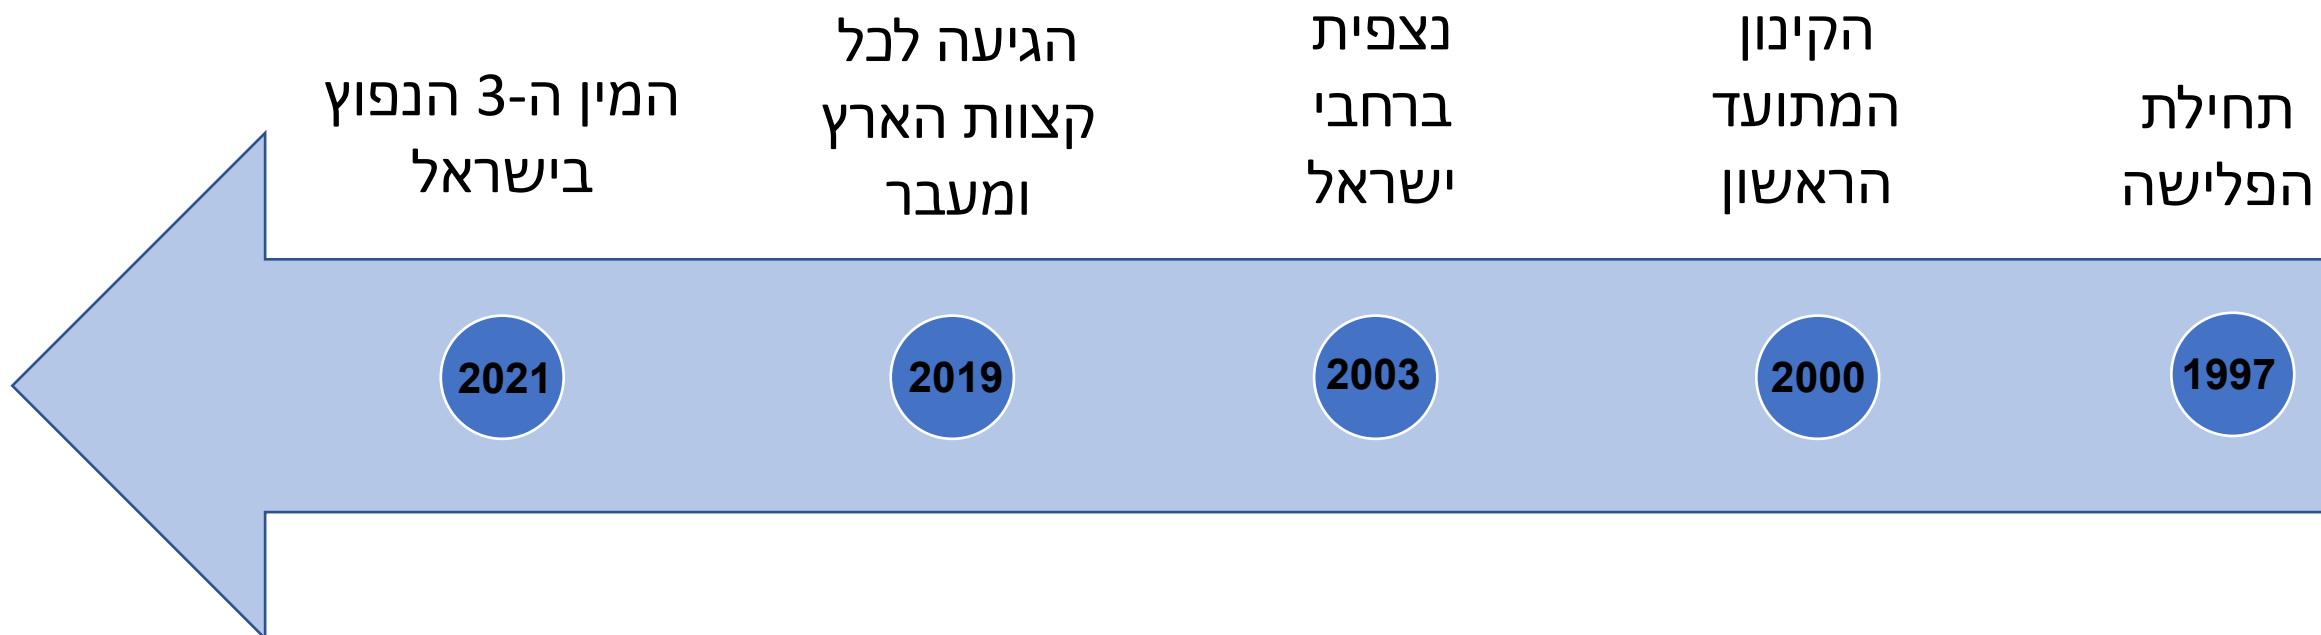 תחילת
הפלישה
הקינון
המתועד
הראשון
נצפית
ברחבי
ישראל
הגיעה לכל
קצוות הארץ
ומעבר
המין ה-3 הנפוץ
בישראל
1997
2000
2003
2019
2021